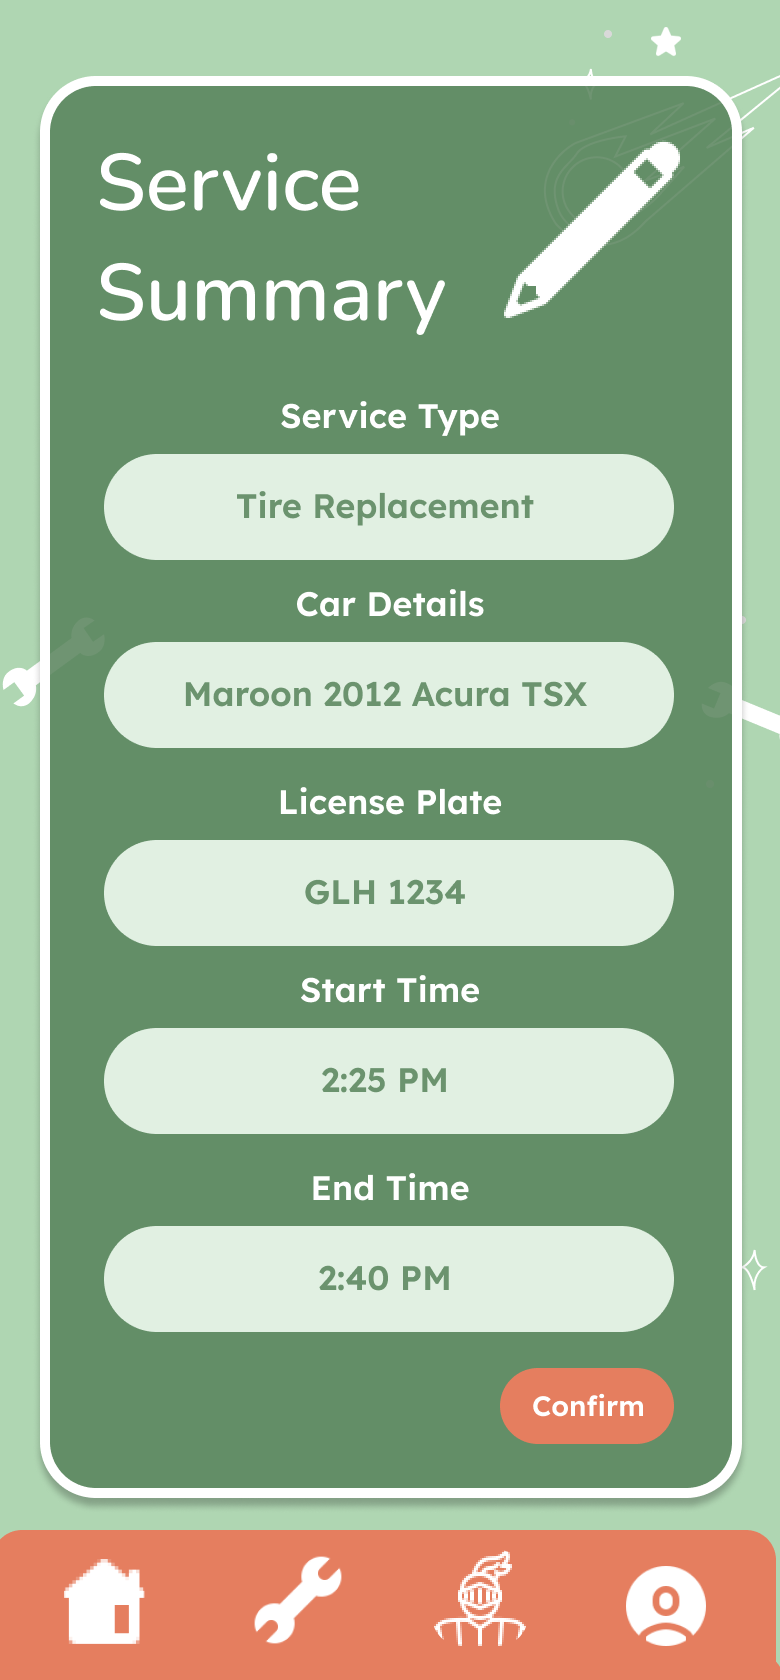 Service
Summary
Service Type
Tire Replacement
Car Details
Maroon 2012 Acura TSX
License Plate
GLH 1234
Start Time
2:25 PM
End Time
2:40 PM
Confirm